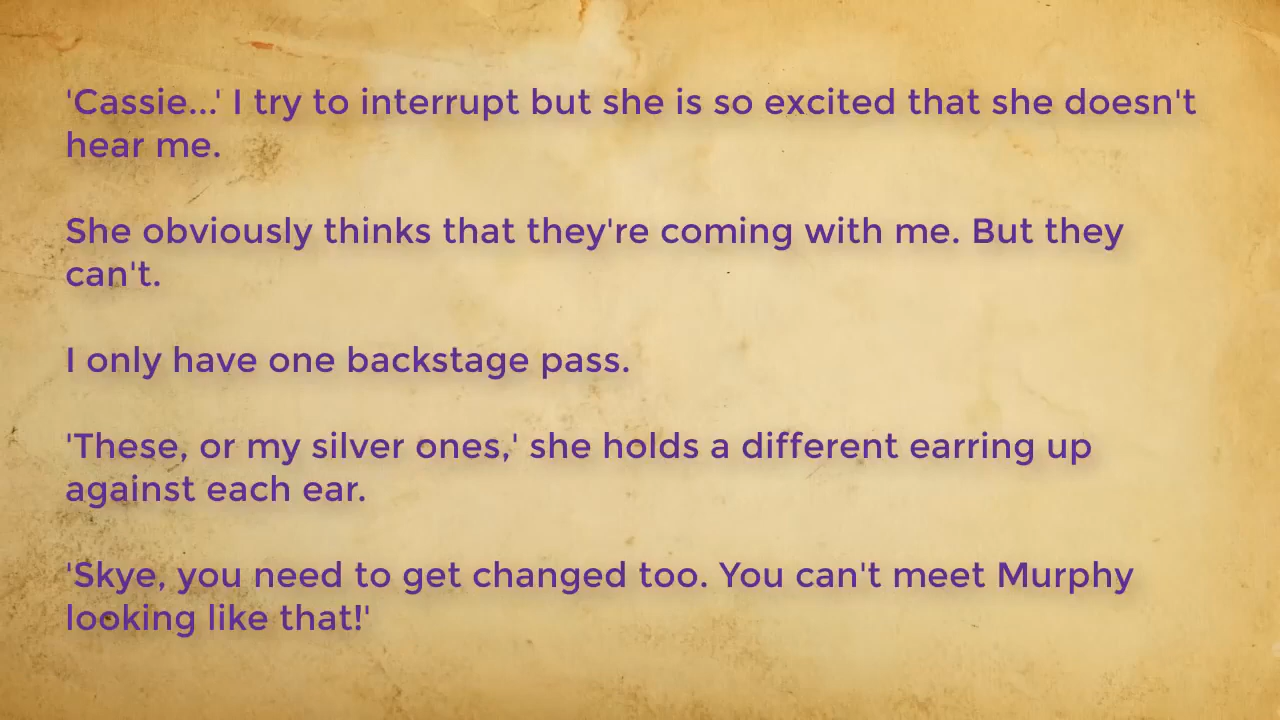 'Cassie...' I try to interrupt but she is so excited that she doesn't
hear me.
She obviously thinks that they're coming with me. But they
can't.
I only have one backstage pass.
'These, or my silver ones,' she holds a different earring up
against each ear.
'Skye, you need to get changed too. You can't meet Murphy
looking like that!'